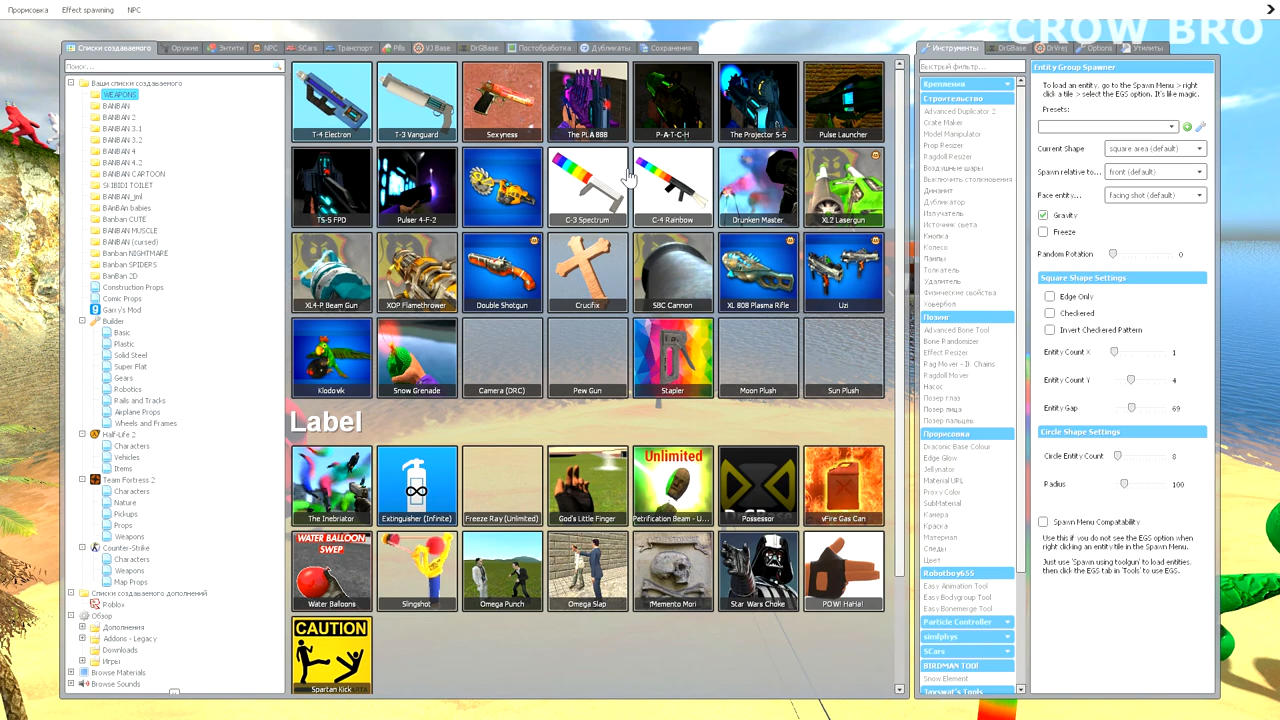 Прорисовка
Effect spawning
NPC
CROW BRO
Списки создаваемого
Оружие
Энтити
NPC
SCars
Транспорт
Pills
VJ Base
DrGBase
Постобработка
Дубликаты
Сохранения
Поиск...
Ваши списки создаваемого
WEAPONS
BANBAN
BANBAN 2
BANBAN 3.1
BANBAN 3.2
BANBAN 4
BANBAN 4.2
BANBAN CARTOON
SKIBIDI TOILET
BANBAN_jml
BAnBAn babies
Banban CUTE
BANBAN MUSCLE
BANBAN (cursed)
Banban NIGHTMARE
Banban SPIDERS
BanBan 2D
Construction Props
Comic Props
Garry's Mod
Builder
Basic
Plastic
Solid Steel
Super Flat
Gears
Robotics
Rails and Tracks
Airplane Props
Wheels and Frames
Half-Life 2
Characters
Vehicles
Items
Team Fortress 2
Characters
Nature
Pickups
Props
Weapons
Counter-Strike
Characters
Weapons
Map Props
Списки создаваемого дополнений
Roblox
Обзор
Дополнения
Addons - Legacy
Downloads
Игры
Browse Materials
Browse Sounds
T-4 Electron
T-3 Vanguard
Sexyness
The PLA 888
P-A-T-C-H
The Projector S-5
Pulse Launcher
TS-5 FPD
Pulser 4-F-2
C-3 Spectrum
C-4 Rainbow
Drunken Master
XL2 Lasergun
XL4-P Beam Gun
XOP Flamethrower
Double Shotgun
Crucifix
SBC Cannon
XL 808 Plasma Rifle
Uzi
Klodovik
Snow Grenade
Camera (DRC)
Pew Gun
Stapler
Moon Plush
Sun Plush
Label
The Inebriator
Extinguisher (Infinite)
Freeze Ray (Unlimited)
God's Little Finger
Unlimited
Petrification Beam - U...
Possessor
vFire Gas Can
WATER BALLOON
SWEP
Water Balloons
Slingshot
Omega Punch
Omega Slap
Memento Mori
Star Wars Choke
POW! HaHa!
CAUTION
Spartan Kick
Инструменты
DrGBase
DrVrej
Options
Утилиты
Быстрый фильтр...
Крепления
Строительство
Advanced Duplicator 2
Crate Maker
Model Manipulator
Prop Resizer
Ragdoll Resizer
Воздушные шары
Выключить столкновения
Динамит
Дубликатор
Излучатель
Источник света
Кнопка
Колесо
Лампы
Толкатель
Удалитель
Физические свойства
Ховербол
Позинг
Advanced Bone Tool
Bone Randomizer
Effect Resizer
Rag Mover - IK Chains
Ragdoll Mover
Насос
Позер глаз
Позер лица
Позер пальцев
Прорисовка
Draconic Base Colour
Edge Glow
Jellynator
Material URL
Proxy Color
SubMaterial
Камера
Краска
Материал
Следы
Цвет
Robotboy655
Easy Animation Tool
Easy Bodygroup Tool
Easy Bonemerge Tool
Particle Controller
simfphys
SCars
BIRDMAN TOOL
Snow Element
Jaxswat's Tools
Entity Group Spawner
To load an entity, go to the Spawn Menu > right
click a tile > select the EGS option. It's like magic.
Presets:
Current Shape
square area (default)
Spawn relative to...
front (default)
Face entity...
facing shot (default)
Gravity
Freeze
Random Rotation
0
Square Shape Settings
Edge Only
Checkered
Invert Checkered Pattern
Entity Count X
1
Entity Count Y
4
Entity Gap
69
Circle Shape Settings
Circle Entity Count
8
Radius
100
Spawn Menu Compatability
Use this if you do not see the EGS option when
right clicking an entity tile in the Spawn Menu.
Just use 'Spawn using toolgun' to load entities,
then click the EGS tab in 'Tools' to use EGS.